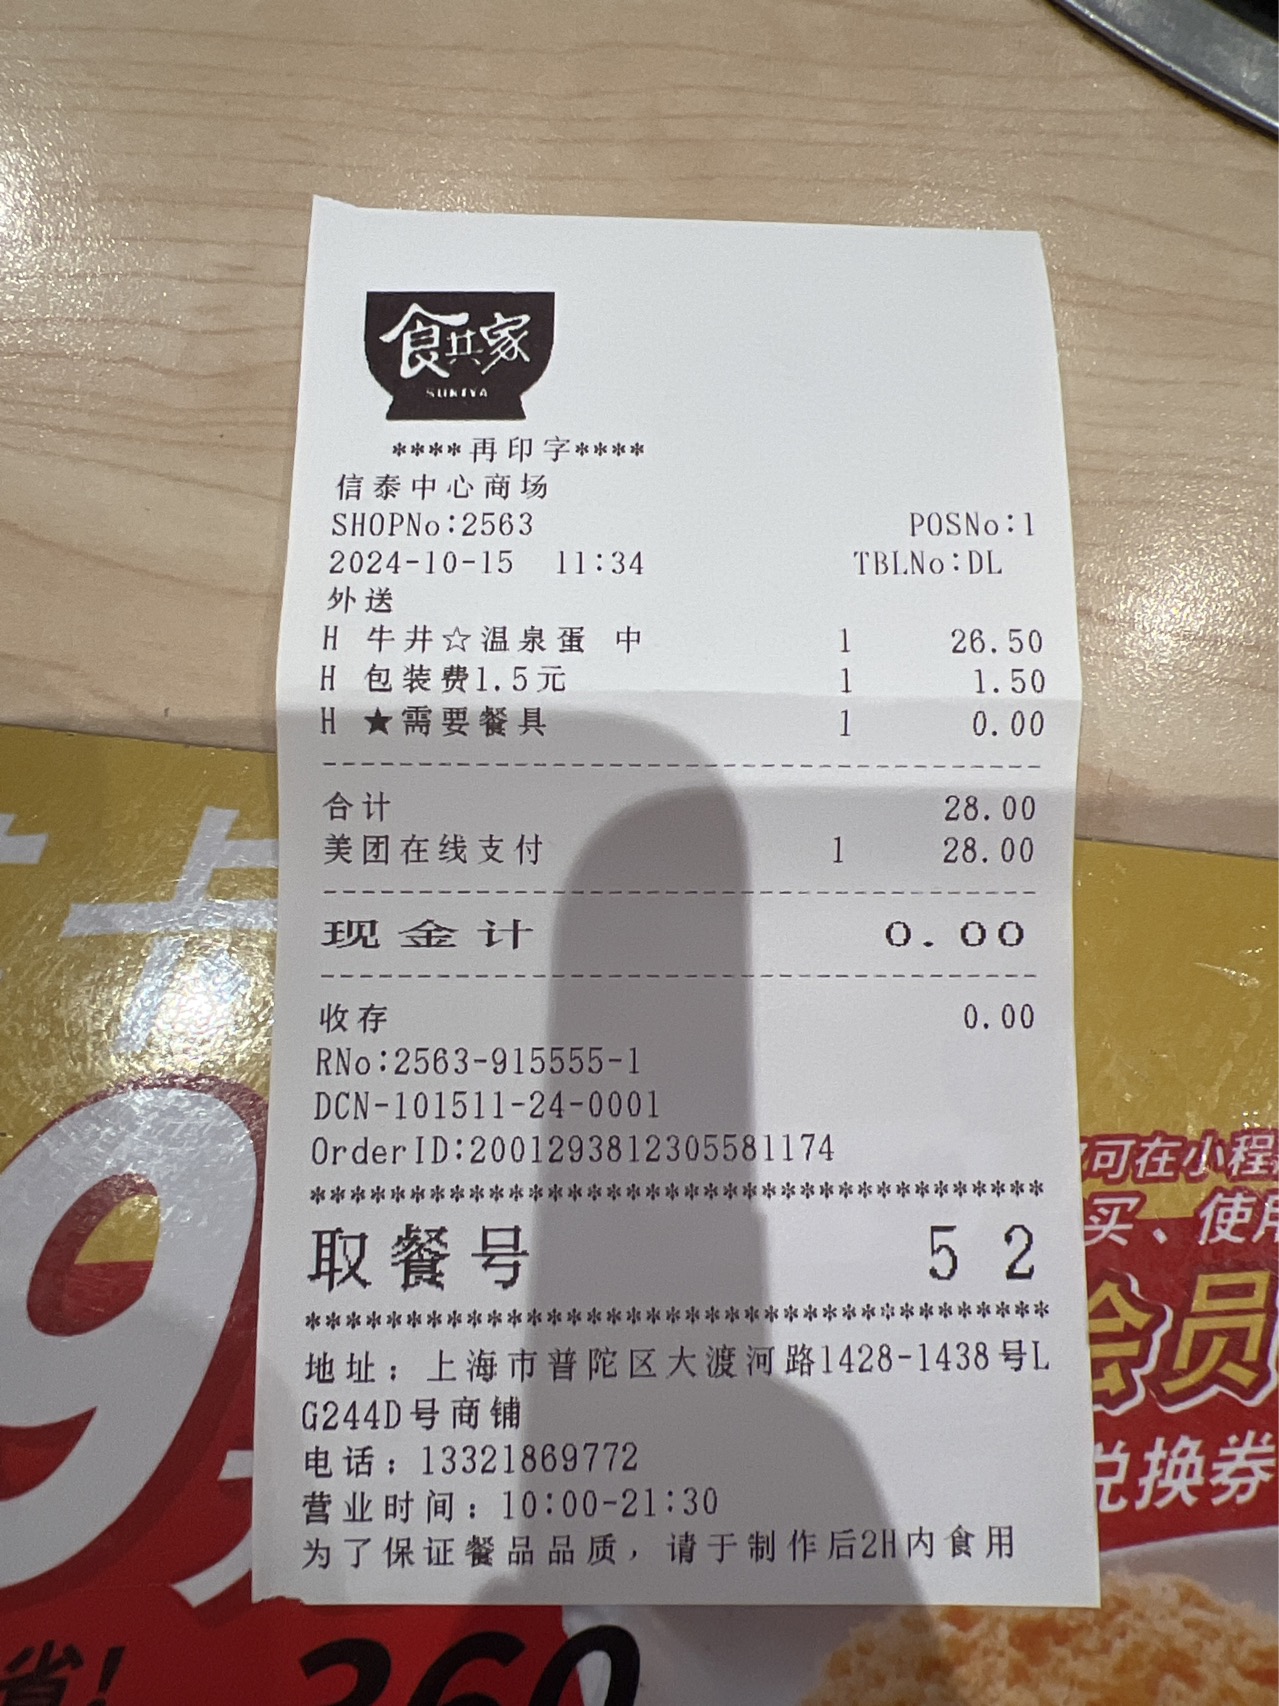 食其家
SUKIYA
****再印字****
信泰中心商场
SHOPNo:2563 POSNo:1
2024-10-15 11:34 TBLNo:DL
外送
H 牛井☆温泉蛋 中 1 26.50
H 包装费1.5元 1 1.50
H ★需要餐具 1 0.00
合计 28.00
美团在线支付 1 28.00
现金计 0.00
收存 0.00
RNo:2563-915555-1
DCN-101511-24-0001
OrderID:2001293812305581174
取餐号 52
地址：上海市普陀区大渡河路1428-1438号L
G244D号商铺
电话：13321869772
营业时间：10:00-21:30
为了保证餐品品质，请于制作后2H内食用
卡
9
省!
360
可在小程
买、使用
会员
兑换券